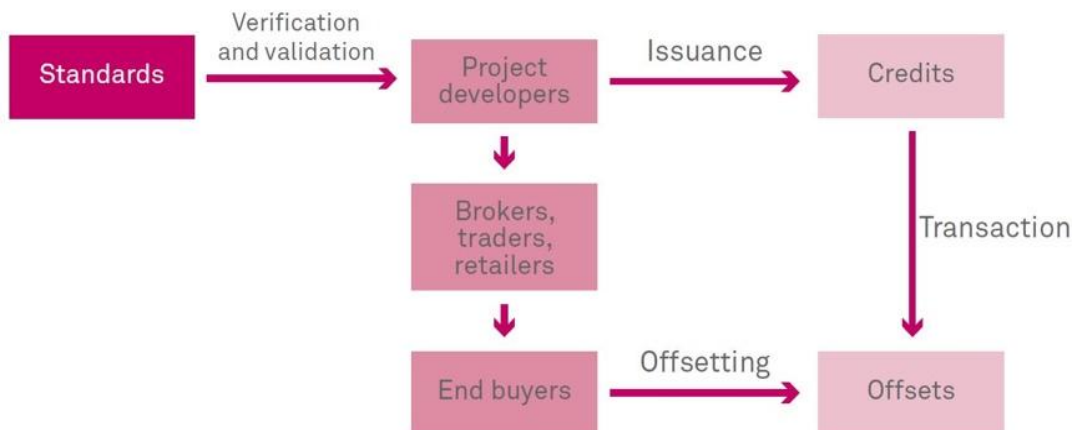 Verification
and validation
Standards
Project
developers
Issuance
Credits
Brokers,
traders,
retailers
Transaction
End buyers
Offsetting
Offsets